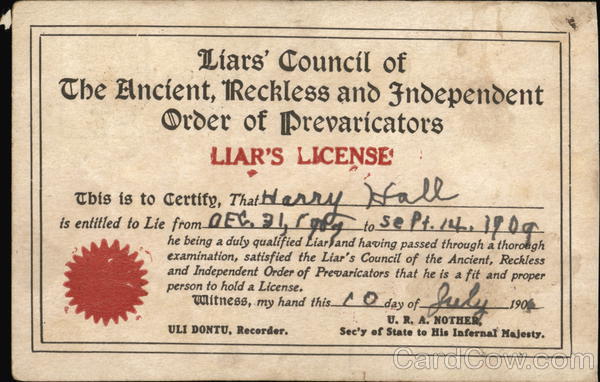 Liars' Council of
The Ancient, Reckless and Independent
Order of Prevaricators
LIAR'S LICENSE
This is to Certify, That Harry Hall
is entitled to Lie from DEC. 31, to Sept. 14. 1909
he being a duly qualified Liar, and having passed through a thorough
examination, satisfied the Liar's Council of the Ancient, Reckless
and Independent Order of Prevaricators that he is a fit and proper
person to hold a License.
Witness, my hand this 10 day of July 190
U. R. A. NOTHER,
ULI DONTU, Recorder. Sec'y of State to His Infernal Majesty.
CardCow.com